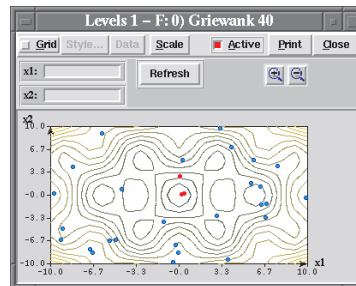 Levels 1 – F: 0) Griewank 40
Grid Style... Data Scale Active Print Close
x1:
x2:
Refresh
x2
10.0
6.7
3.3
-0.0
-3.3
-6.7
-10.0
-10.0 -6.7 -3.3 -0.0 3.3 6.7 10.0
x1